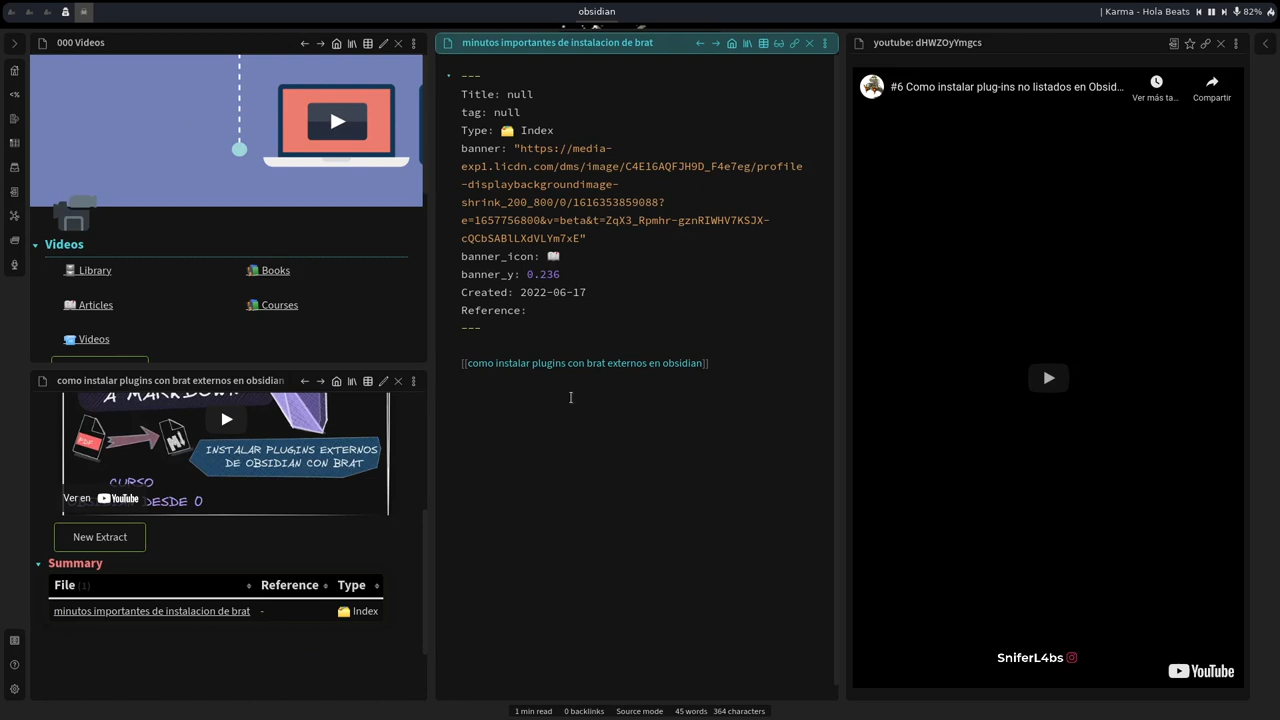 obsidian
| Karma - Hola Beats
82%
000 Videos
Videos
Library
Books
Articles
Courses
Videos
como instalar plugins con brat externos en obsidian
A MARKDOWN
PDF
INSTALAR PLUGINS EXTERNOS
DE OBSIDIAN CON BRAT
CURSO
Ver en YouTube
DESDE 0
New Extract
Summary
File (1)
Reference
Type
minutos importantes de instalacion de brat
-
Index
minutos importantes de instalacion de brat
---
Title: null
tag: null
Type: 🗂️ Index
banner: "https://media-
exp1.licdn.com/dms/image/C4E16AQFJH9D_F4e7eg/profile
-displaybackgroundimage-
shrink_200_800/0/1616353859088?
e=1657756800&v=beta&t=ZqX3_Rpmhr-gznRIWHV7KSJX-
cQCbSABlLXdVLYm7xE"
banner_icon: 📖
banner_y: 0.236
Created: 2022-06-17
Reference:
---
[[como instalar plugins con brat externos en obsidian]]
youtube: dHWZOyYmgcs
#6 Como instalar plug-ins no listados en Obsid...
Ver más ta...
Compartir
SniferL4bs
YouTube
1 min read
0 backlinks
Source mode
45 words
364 characters